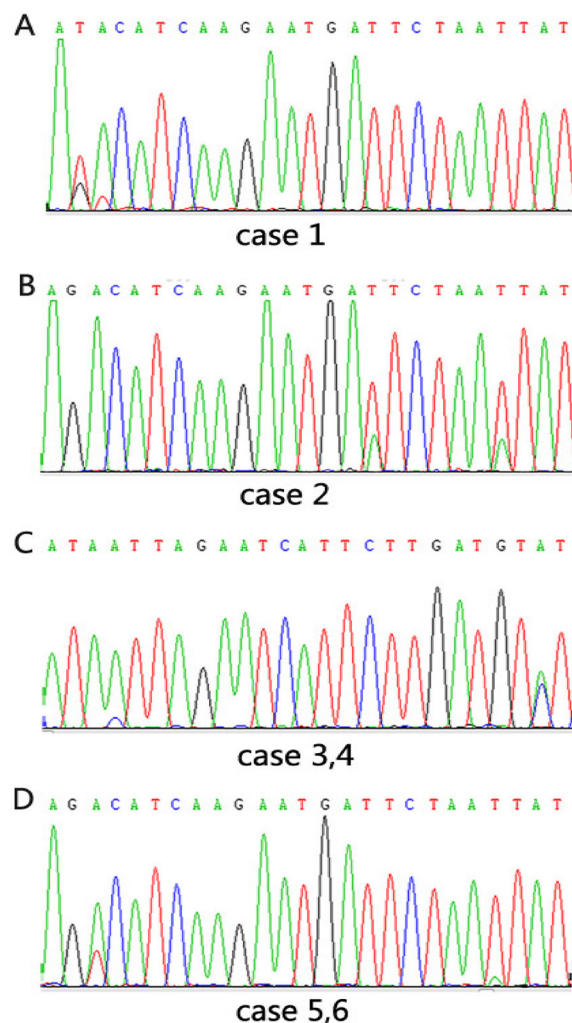 A A T A C A T C A A G A A T G A T T C T A A T T A T
case 1
B A G A C A T C A A G A A T G A T T C T A A T T A T
case 2
C A T A A T T A G A A T C A T T C T T G A T G T A T
case 3,4
D A G A C A T C A A G A A T G A T T C T A A T T A T
case 5,6